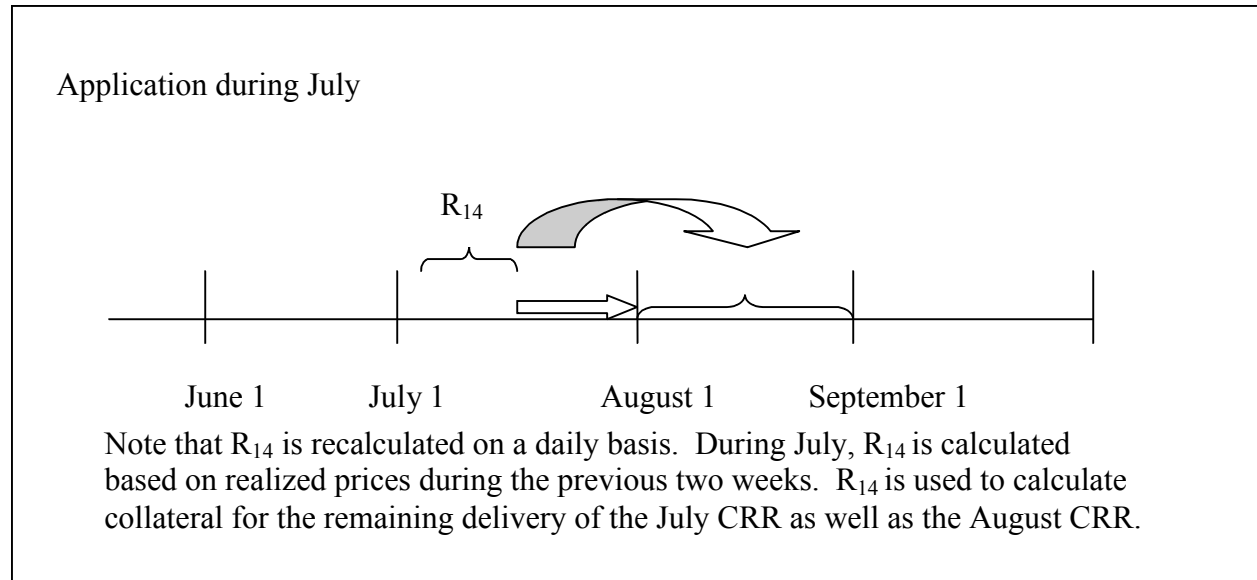 Application during July
R₁₄
June 1 July 1 August 1 September 1
Note that R₁₄ is recalculated on a daily basis. During July, R₁₄ is calculated
based on realized prices during the previous two weeks. R₁₄ is used to calculate
collateral for the remaining delivery of the July CRR as well as the August CRR.